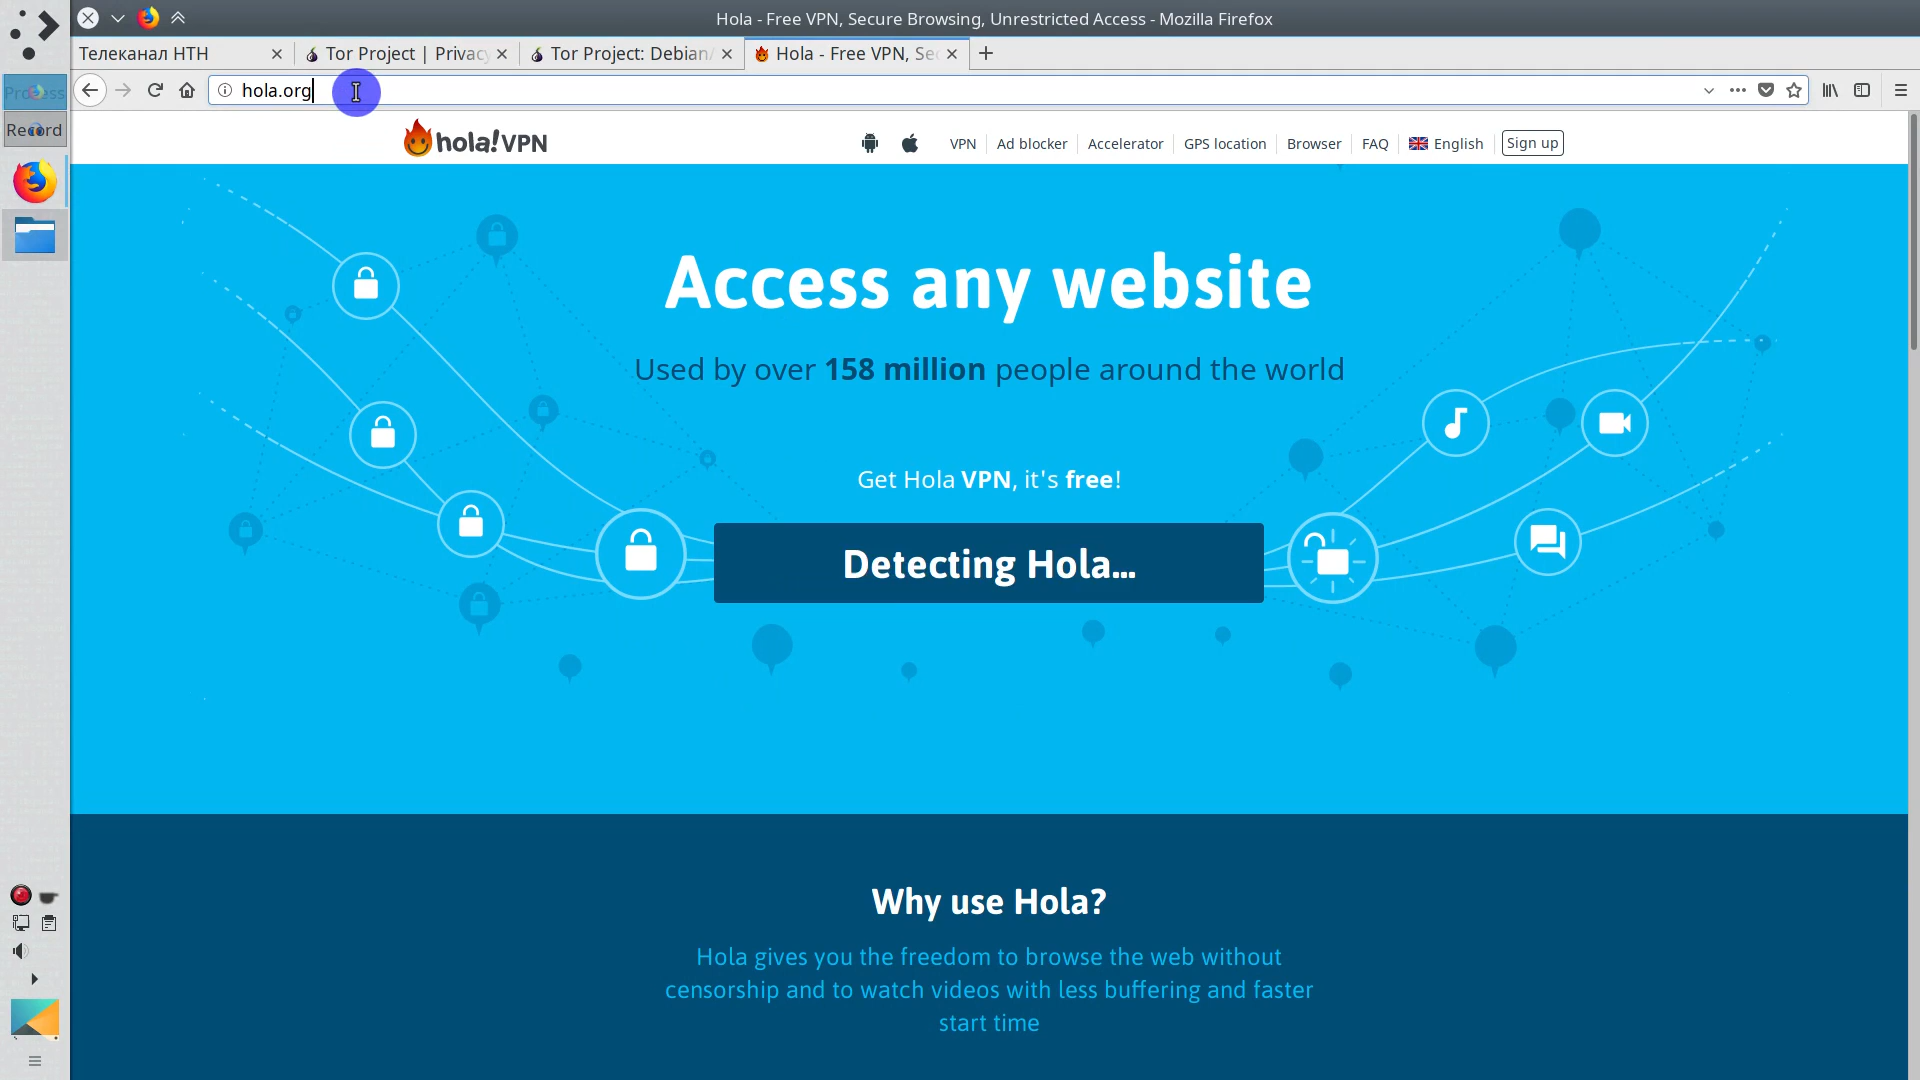 Hola - Free VPN, Secure Browsing, Unrestricted Access - Mozilla Firefox
Телеканал НТН
Tor Project | Privacy
Tor Project: Debian/
Hola - Free VPN, Sec
hola.org
Process
Record
hola!VPN
VPN
Ad blocker
Accelerator
GPS location
Browser
FAQ
English
Sign up
Access any website
Used by over 158 million people around the world
Get Hola VPN, it's free!
Detecting Hola...
Why use Hola?
Hola gives you the freedom to browse the web without
censorship and to watch videos with less buffering and faster
start time